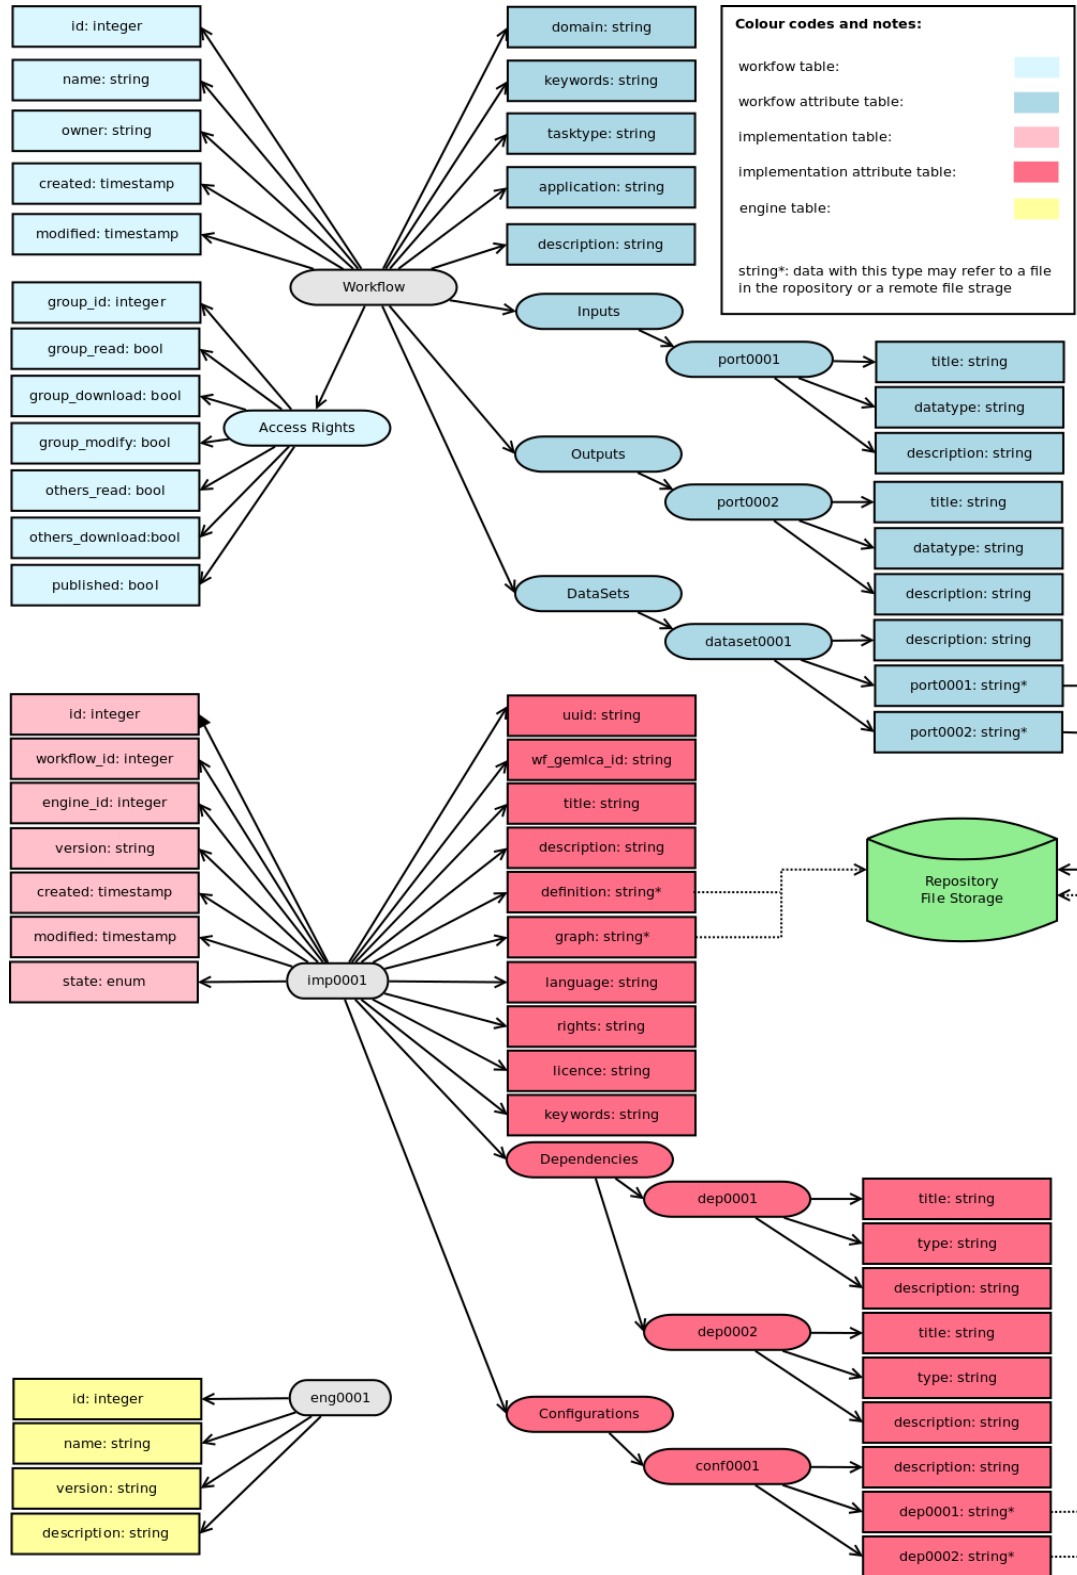 id: integer
name: string
owner: string
created: timestamp
modified: timestamp
domain: string
keywords: string
tasktype: string
application: string
description: string
Colour codes and notes:
workfow table:
workfow attribute table:
implementation table:
implementation attribute table:
engine table:
string*: data with this type may refer to a file
in the ropository or a remote file strage
Workflow
group_id: integer
group_read: bool
group_download: bool
group_modify: bool
others_read: bool
others_download:bool
published: bool
Access Rights
Inputs
port0001
title: string
datatype: string
description: string
Outputs
port0002
title: string
datatype: string
description: string
DataSets
dataset0001
description: string
port0001: string*
port0002: string*
id: integer
workflow_id: integer
engine_id: integer
version: string
created: timestamp
modified: timestamp
state: enum
imp0001
uuid: string
wf_gemlca_id: string
title: string
description: string
definition: string*
graph: string*
language: string
rights: string
licence: string
keywords: string
Repository
File Storage
Dependencies
dep0001
title: string
type: string
description: string
dep0002
title: string
type: string
description: string
Configurations
conf0001
description: string
dep0001: string*
dep0002: string*
eng0001
id: integer
name: string
version: string
description: string